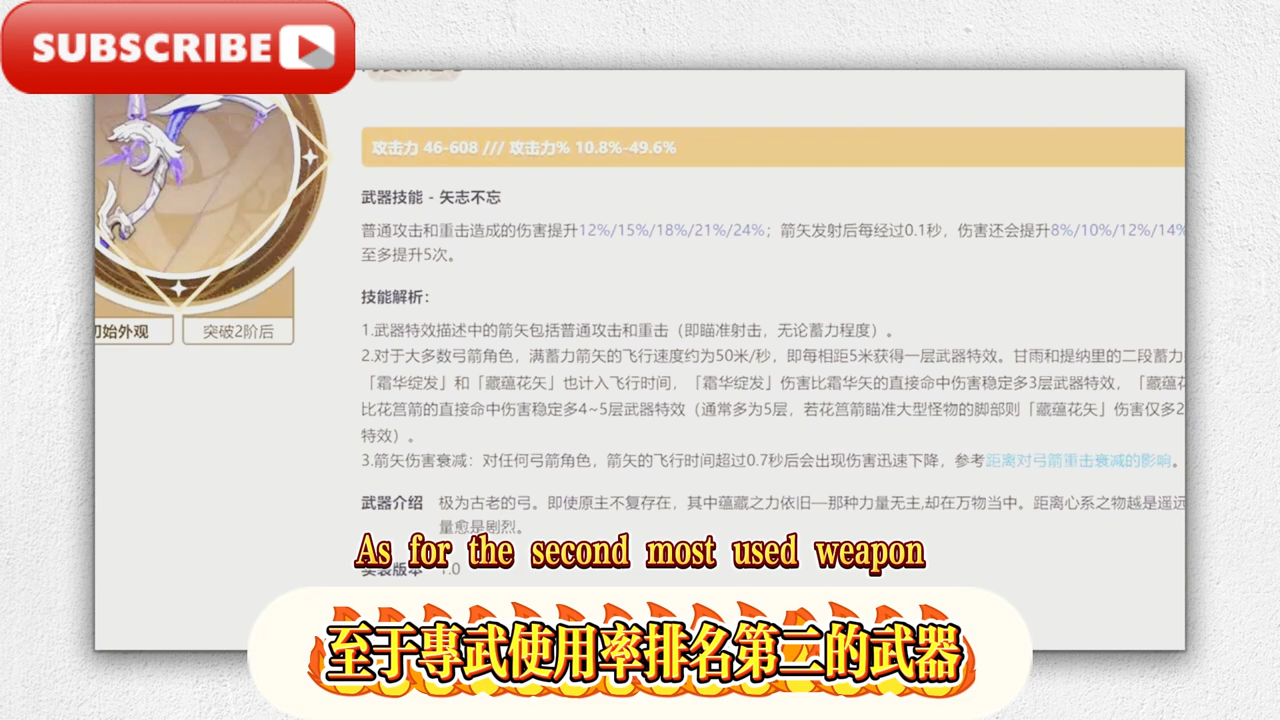 SUBSCRIBE
攻击力 46-608 /// 攻击力% 10.8%-49.6%
武器技能 - 矢志不忘
普通攻击和重击造成的伤害提升12%/15%/18%/21%/24%；箭矢发射后每经过0.1秒，伤害还会提升8%/10%/12%/14%
至多提升5次。
技能解析：
1.武器特效描述中的箭矢包括普通攻击和重击（即瞄准射击，无论蓄力程度）。
2.对于大多数弓箭角色，满蓄力箭矢的飞行速度约为50米/秒，即每相距5米获得一层武器特效。甘雨和提纳里的二段蓄力
「霜华绽发」和「藏蕴花矢」也计入飞行时间，「霜华绽发」伤害比霜华矢的直接命中伤害稳定多3层武器特效，「藏蕴花
比花筥箭的直接命中伤害稳定多4~5层武器特效（通常多为5层，若花筥箭瞄准大型怪物的脚部则「藏蕴花矢」伤害仅多2
特效）。
3.箭矢伤害衰减：对任何弓箭角色，箭矢的飞行时间超过0.7秒后会出现伤害迅速下降，参考距离对弓箭重击衰减的影响。
初始外观 突破2阶后
武器介绍 极为古老的弓。即使原主不复存在，其中蕴藏之力依旧—那种力量无主,却在万物当中。距离心系之物越是遥远
量愈是剧烈。
实装版本 1.0
As for the second most used weapon
至于專武使用率排名第二的武器